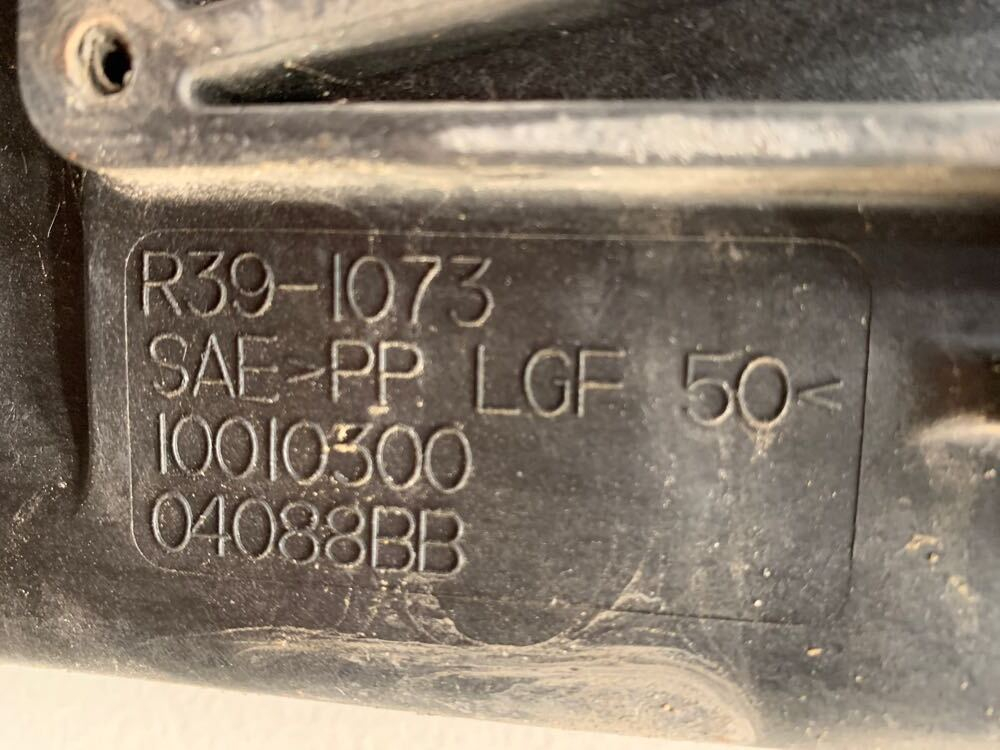 R39-1073
SAE>PP LGF 50<
10010300
04088BB